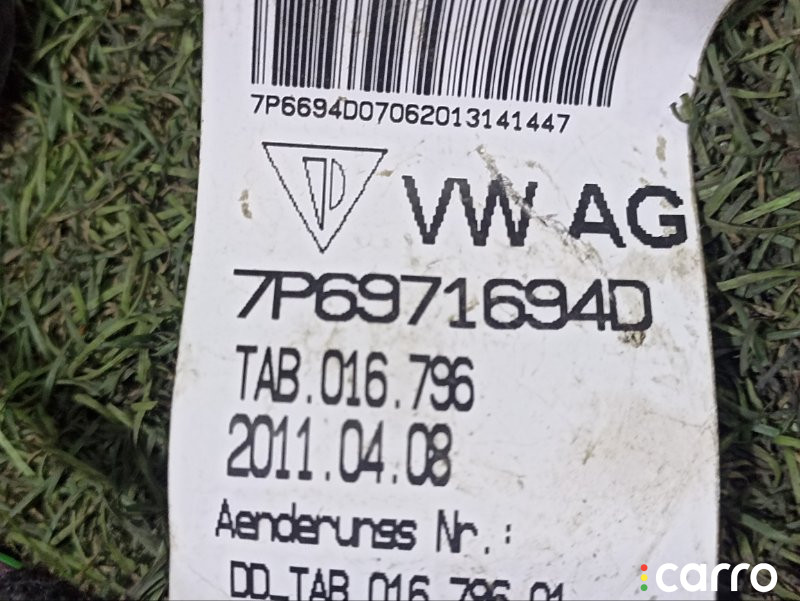 7P6694D07062013141447
VW AG
7P6971694D
TAB.016.796
2011.04.08
Aenderungs Nr.:
DD_TAB.016.796.01
carro